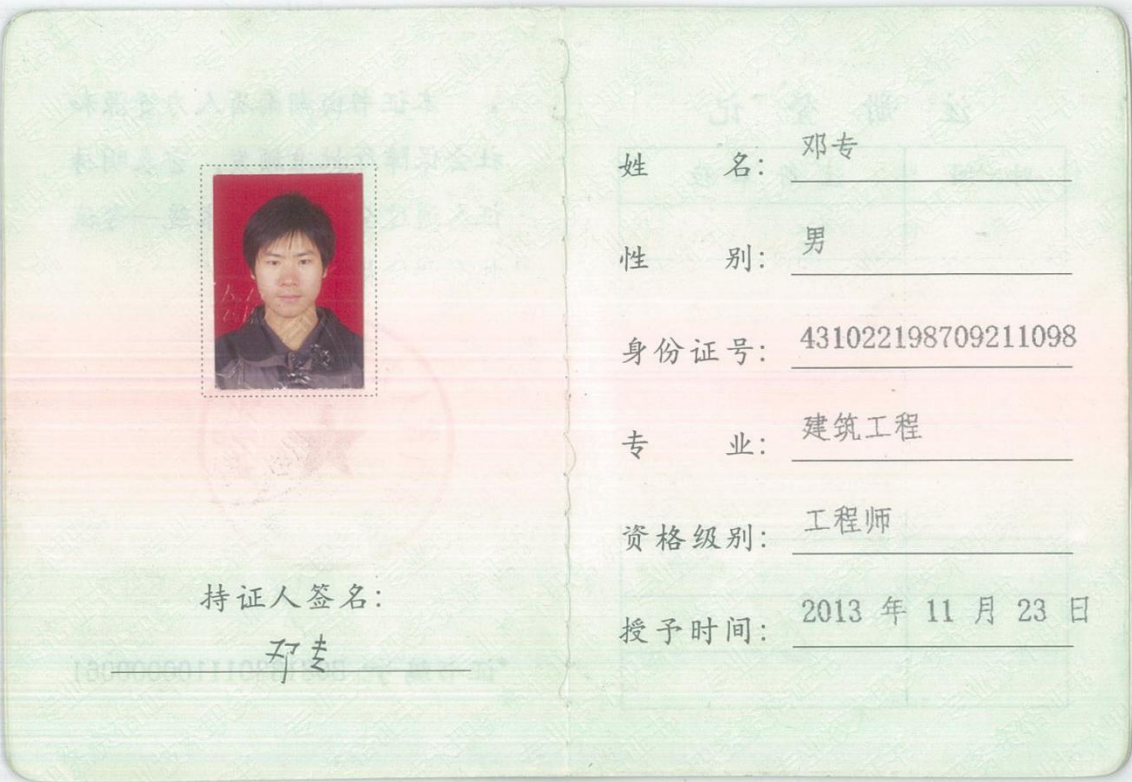 持证人签名：
邓专
姓名：邓专
性别：男
身份证号：431022198709211098
专业：建筑工程
资格级别：工程师
授予时间：2013 年 11 月 23 日